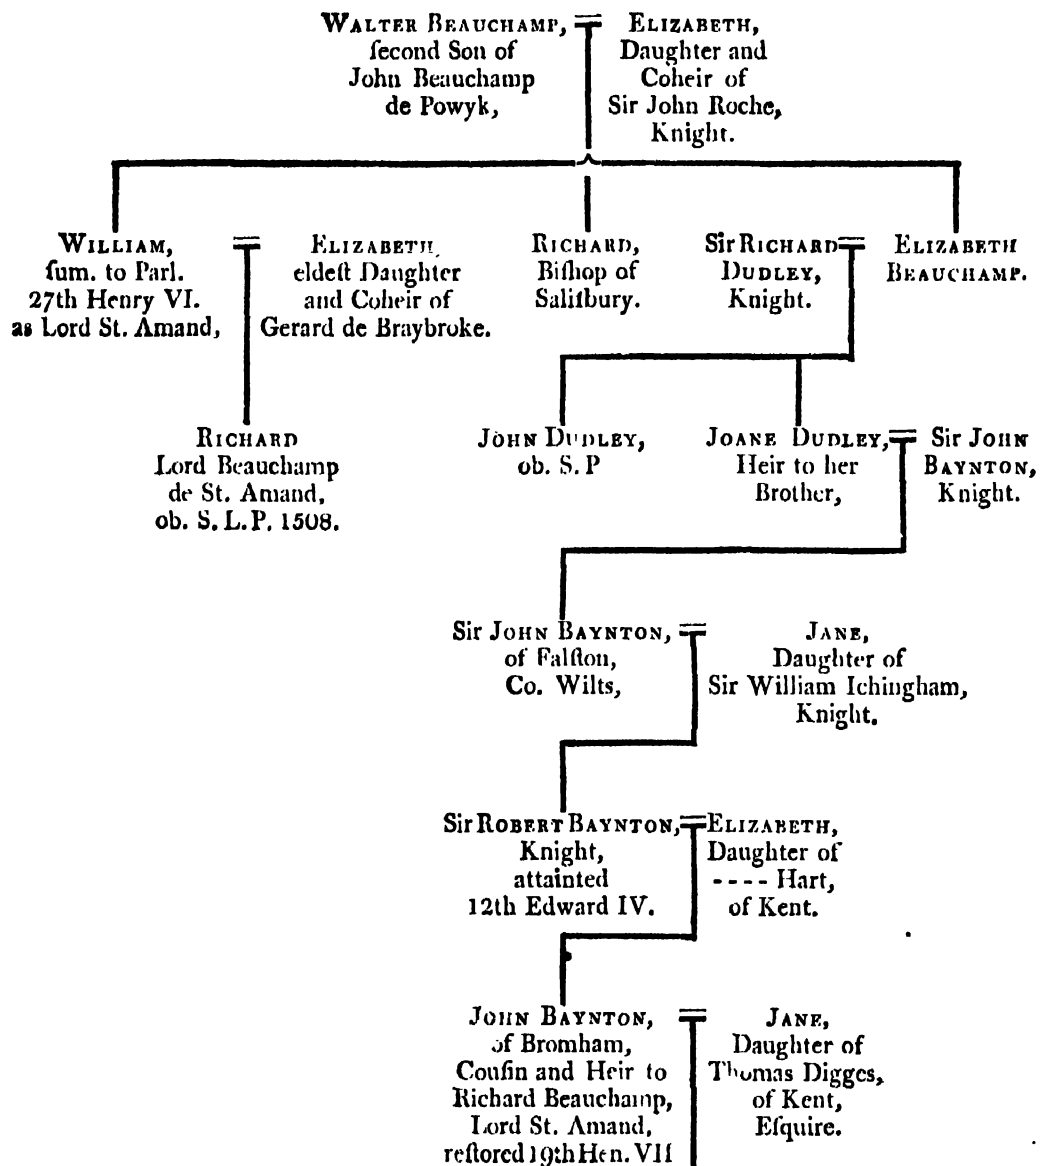 WALTER BEAUCHAMP,
ſecond Son of
John Beauchamp
de Powyk,
ELIZABETH,
Daughter and
Coheir of
Sir John Roche,
Knight.
WILLIAM,
ſum. to Parl.
27th Henry VI.
as Lord St. Amand,
ELIZABETH,
eldeſt Daughter
and Coheir of
Gerard de Braybroke.
RICHARD,
Biſhop of
Saliſbury.
Sir RICHARD
DUDLEY,
Knight.
ELIZABETH
BEAUCHAMP.
RICHARD
Lord Beauchamp
de St. Amand,
ob. S. L. P. 1508.
JOHN DUDLEY,
ob. S. P
JOANE DUDLEY,
Heir to her
Brother,
Sir JOHN
BAYNTON,
Knight.
Sir JOHN BAYNTON,
of Falſton,
Co. Wilts,
JANE,
Daughter of
Sir William Ichingham,
Knight.
Sir ROBERT BAYNTON,
Knight,
attainted
12th Edward IV.
ELIZABETH,
Daughter of
---- Hart,
of Kent.
JOHN BAYNTON,
of Bromham,
Couſin and Heir to
Richard Beauchamp,
Lord St. Amand,
reſtored 19th Hen. VII
JANE,
Daughter of
Thomas Digges,
of Kent,
Eſquire.